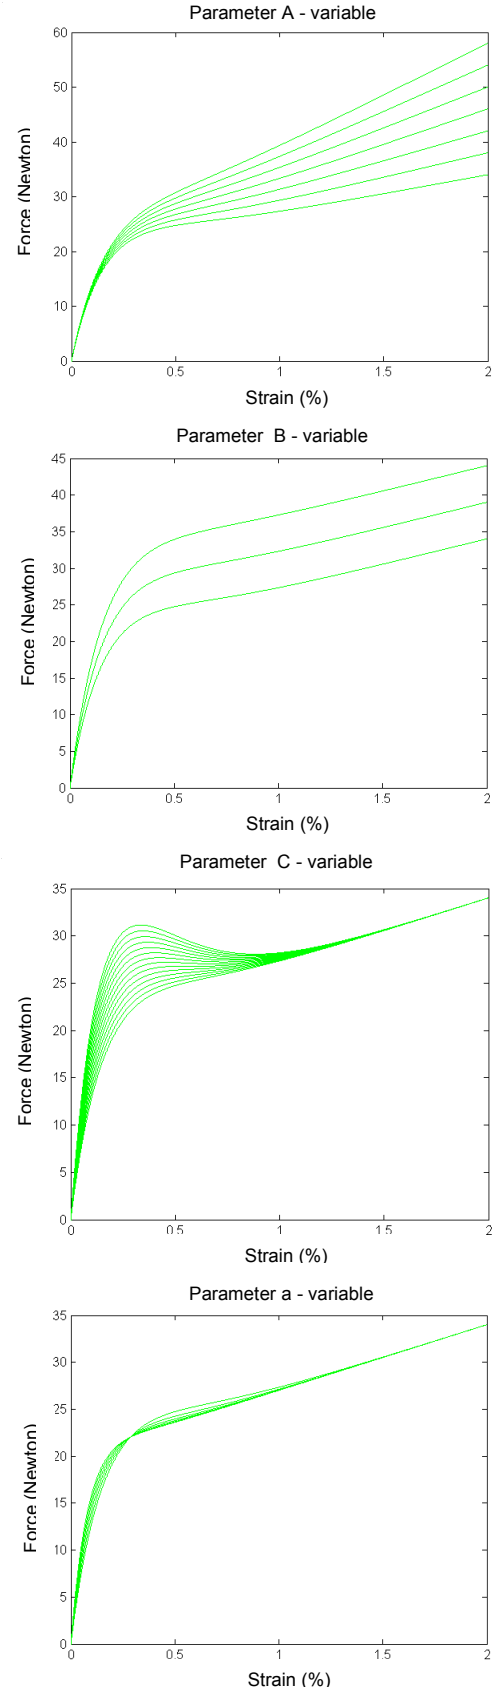 Parameter A - variable
60
50
40
30
20
10
0
Force (Newton)
0 0.5 1 1.5 2
Strain (%)
Parameter B - variable
45
40
35
30
25
20
15
10
5
0
Force (Newton)
0 0.5 1 1.5 2
Strain (%)
Parameter C - variable
35
30
25
20
15
10
5
0
Force (Newton)
0 0.5 1 1.5 2
Strain (%)
Parameter a - variable
35
30
25
20
15
10
5
0
Force (Newton)
0 0.5 1 1.5 2
Strain (%)